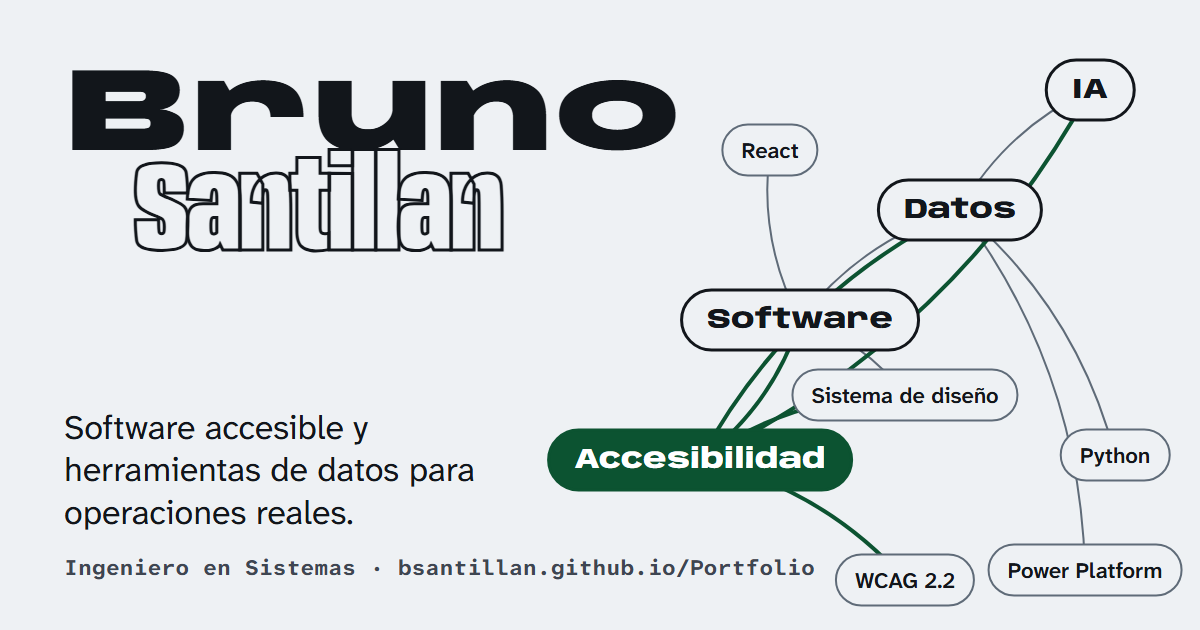 Bruno
Santillan
IA
React
Datos
Software
Sistema de diseño
Software accesible y
herramientas de datos para
operaciones reales.
Accesibilidad
Python
Ingeniero en Sistemas · bsantillan.github.io/Portfolio
WCAG 2.2
Power Platform